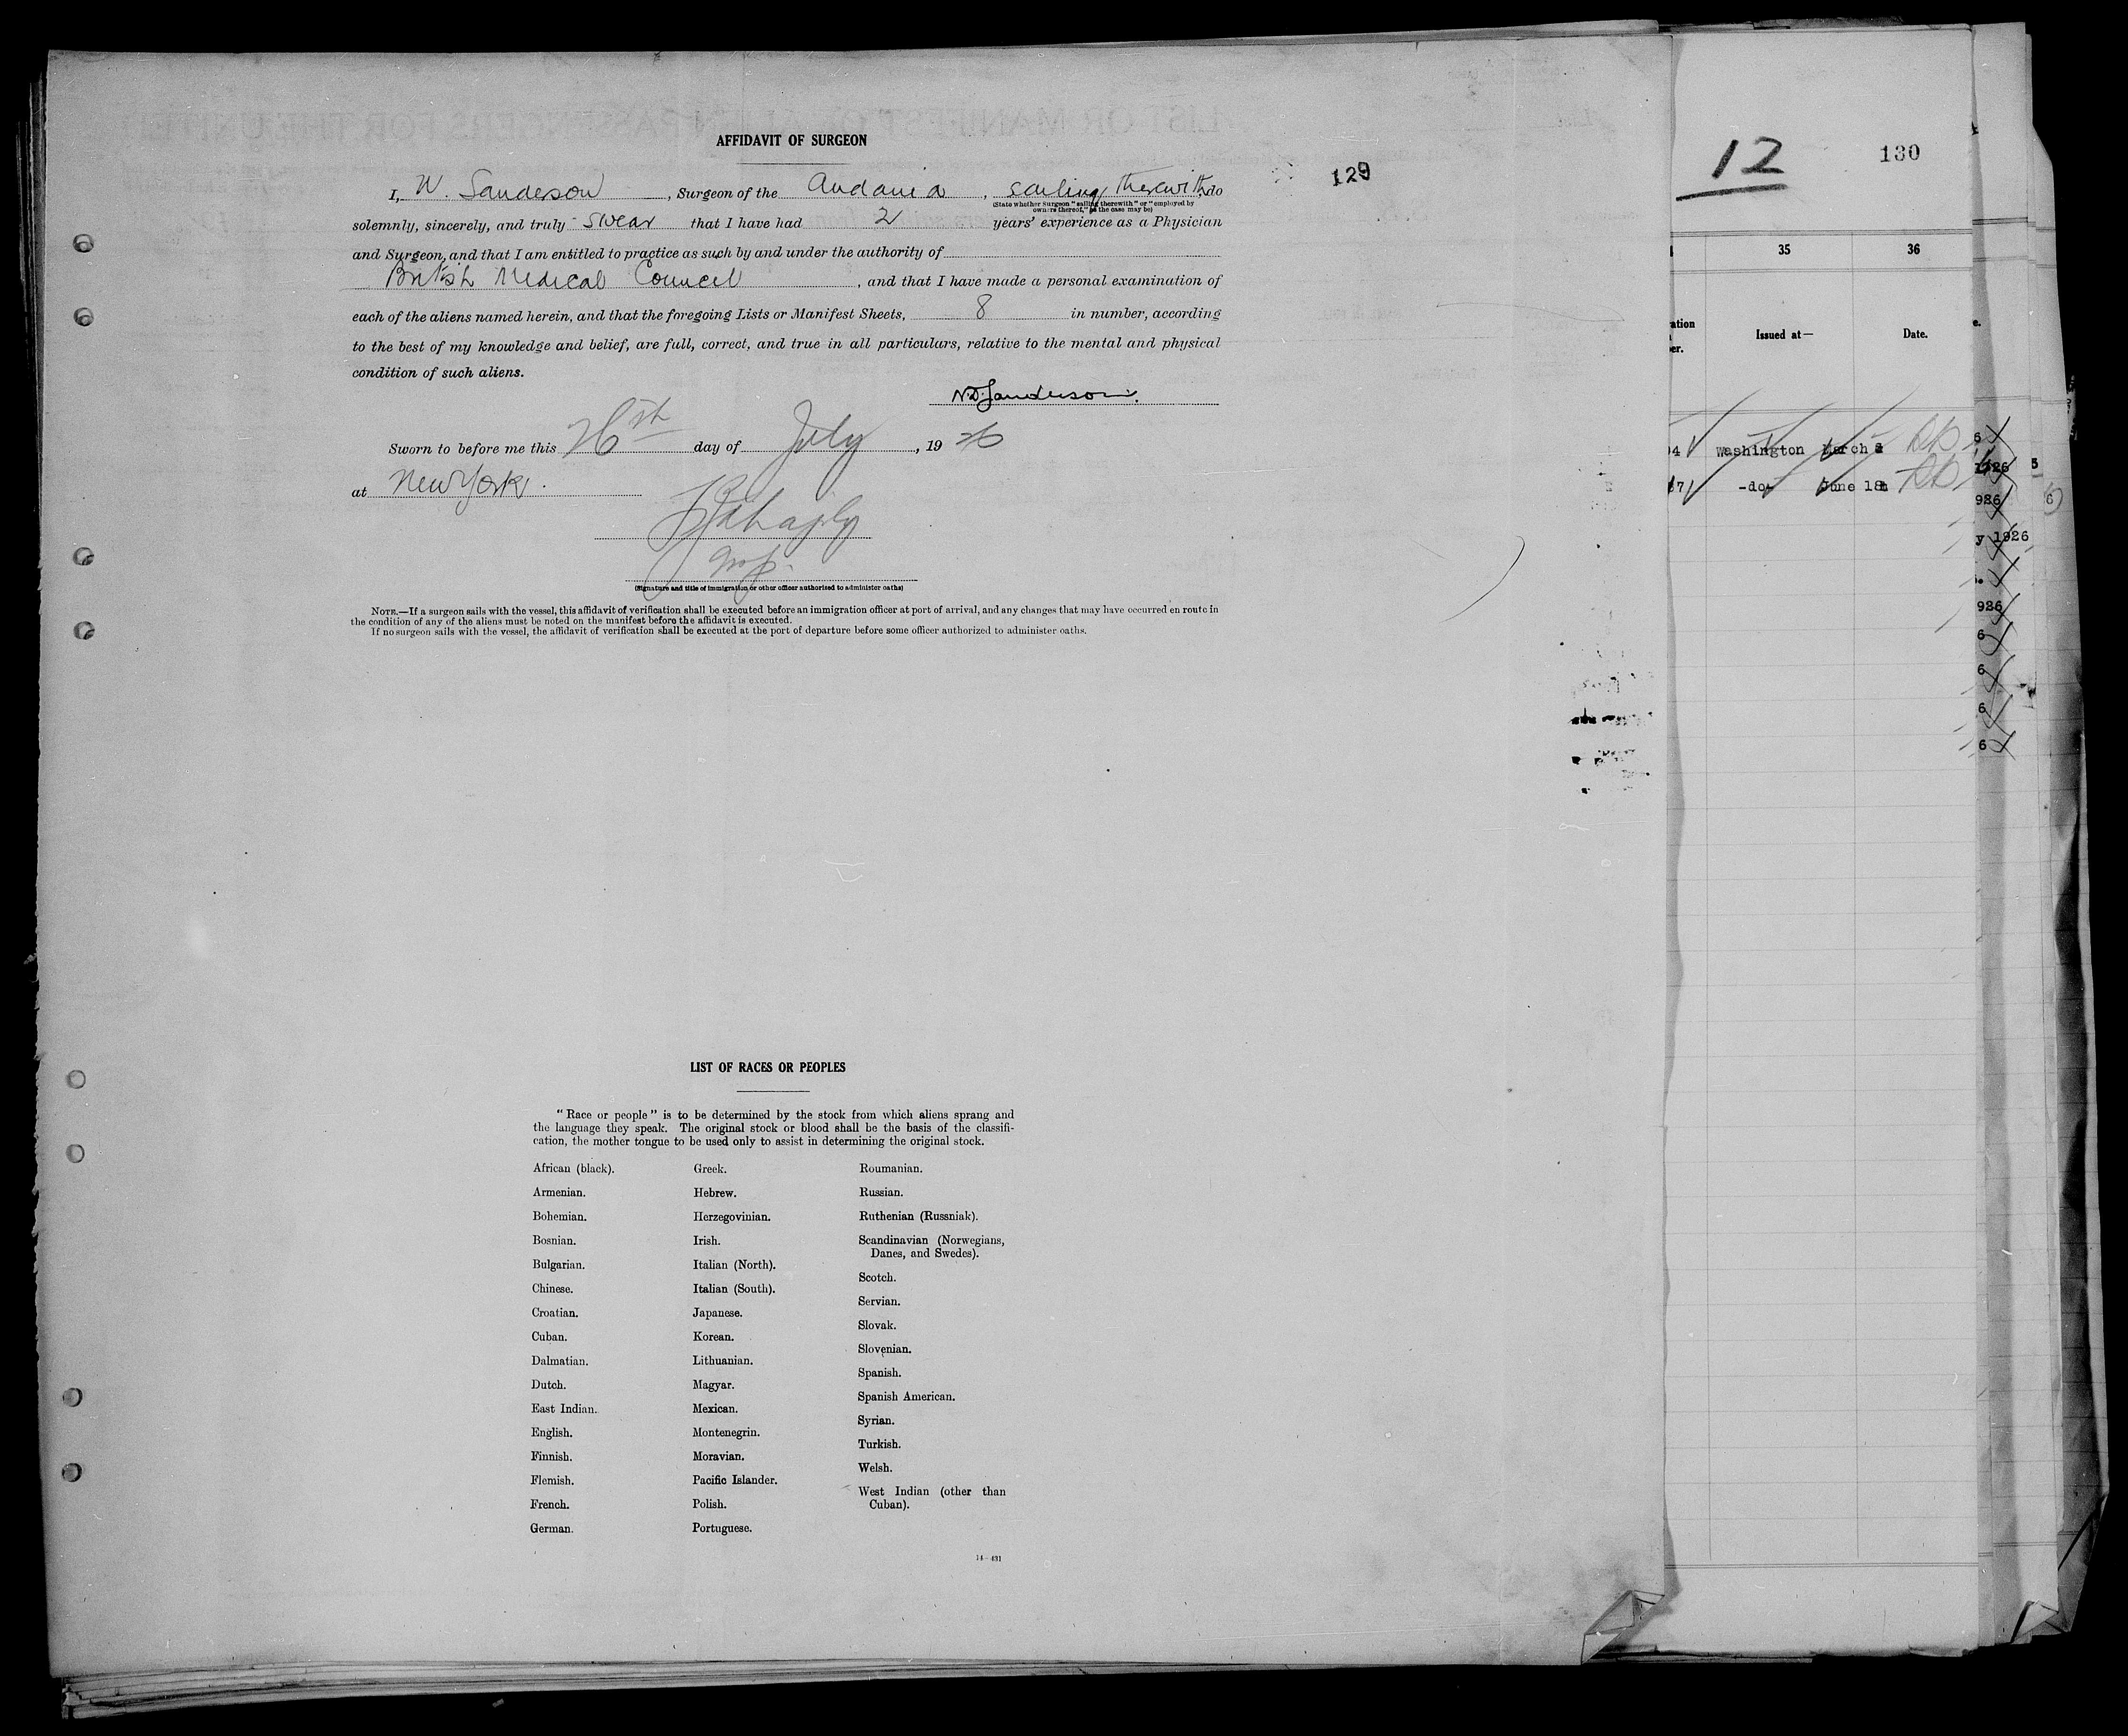 AFFIDAVIT OF SURGEON
129
I, W. Sanderson, Surgeon of the Andania, sailing therewith, do
(State whether Surgeon "sailing therewith" or "employed by
owners thereof," as the case may be)
solemnly, sincerely, and truly swear that I have had 2 years' experience as a Physician
and Surgeon, and that I am entitled to practice as such by and under the authority of
British Medical Council, and that I have made a personal examination of
each of the aliens named herein, and that the foregoing Lists or Manifest Sheets, 8 in number, according
to the best of my knowledge and belief, are full, correct, and true in all particulars, relative to the mental and physical
condition of such aliens.
Sanderson.
Sworn to before me this 26th day of July, 1926
at New York.
Insp.
(Signature and title of immigration or other officer authorized to administer oaths)
NOTE.—If a surgeon sails with the vessel, this affidavit of verification shall be executed before an immigration officer at port of arrival, and any changes that may have occurred en route in
the condition of any of the aliens must be noted on the manifest before the affidavit is executed.
If no surgeon sails with the vessel, the affidavit of verification shall be executed at the port of departure before some officer authorized to administer oaths.
LIST OF RACES OR PEOPLES
"Race or people" is to be determined by the stock from which aliens sprang and
the language they speak. The original stock or blood shall be the basis of the classifi-
cation, the mother tongue to be used only to assist in determining the original stock.
African (black).
Armenian.
Bohemian.
Bosnian.
Bulgarian.
Chinese.
Croatian.
Cuban.
Dalmatian.
Dutch.
East Indian.
English.
Finnish.
Flemish.
French.
German.
Greek.
Hebrew.
Herzegovinian.
Irish.
Italian (North).
Italian (South).
Japanese.
Korean.
Lithuanian.
Magyar.
Mexican.
Montenegrin.
Moravian.
Pacific Islander.
Polish.
Portuguese.
Roumanian.
Russian.
Ruthenian (Russniak).
Scandinavian (Norwegians,
Danes, and Swedes).
Scotch.
Servian.
Slovak.
Slovenian.
Spanish.
Spanish American.
Syrian.
Turkish.
Welsh.
West Indian (other than
Cuban).
14—431
12
130
35 36
Issued at— Date.
Washington March
-do- June 18
1926
926
y 1926
926
6
6
6
6